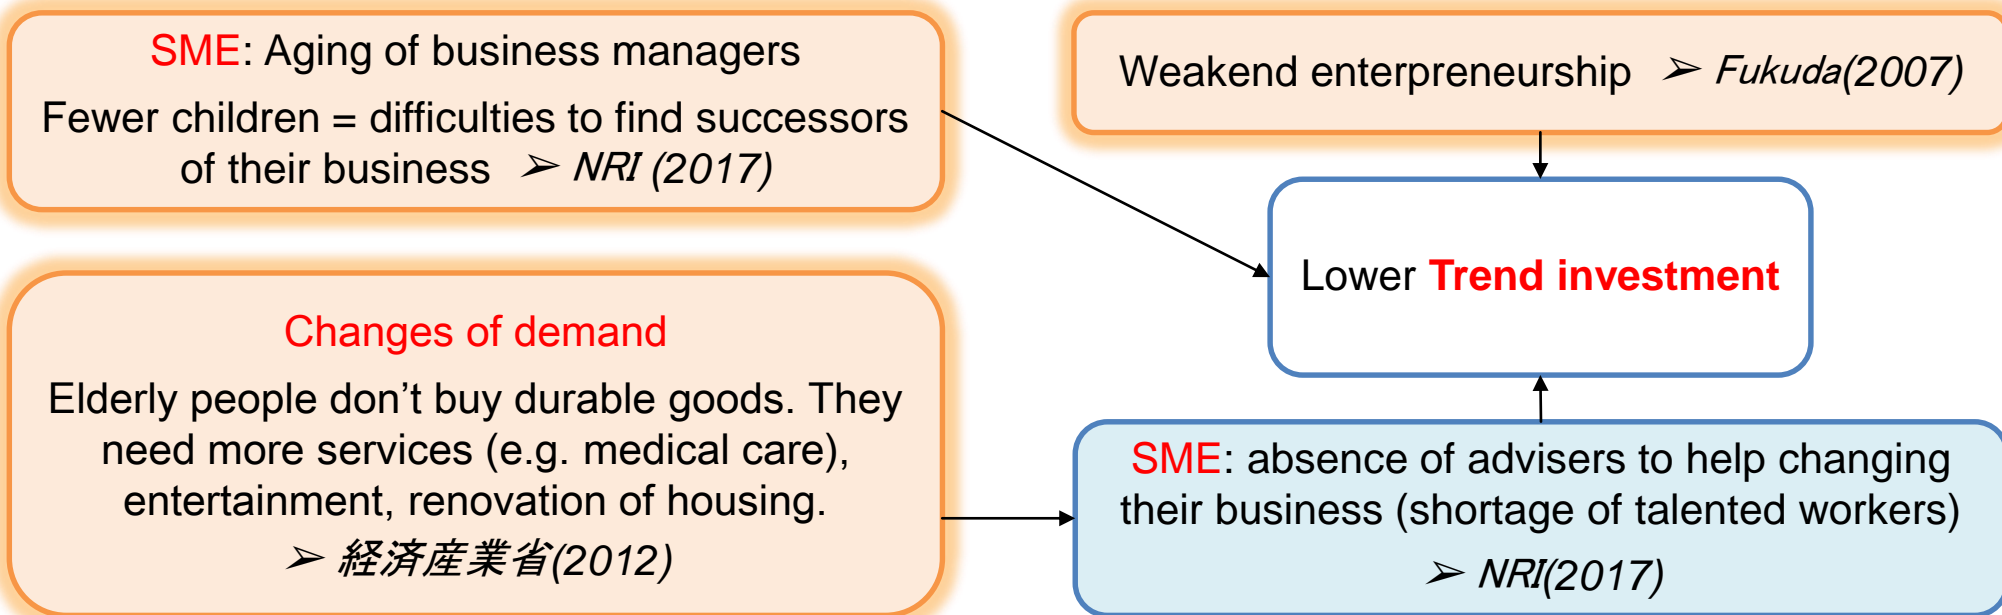 SME: Aging of business managers
Fewer children = difficulties to find successors
of their business ➢ NRI (2017)
Weakend enterpreneurship ➢ Fukuda(2007)
Lower Trend investment
Changes of demand
Elderly people don’t buy durable goods. They
need more services (e.g. medical care),
entertainment, renovation of housing.
➢ 経済産業省(2012)
SME: absence of advisers to help changing
their business (shortage of talented workers)
➢ NRI(2017)